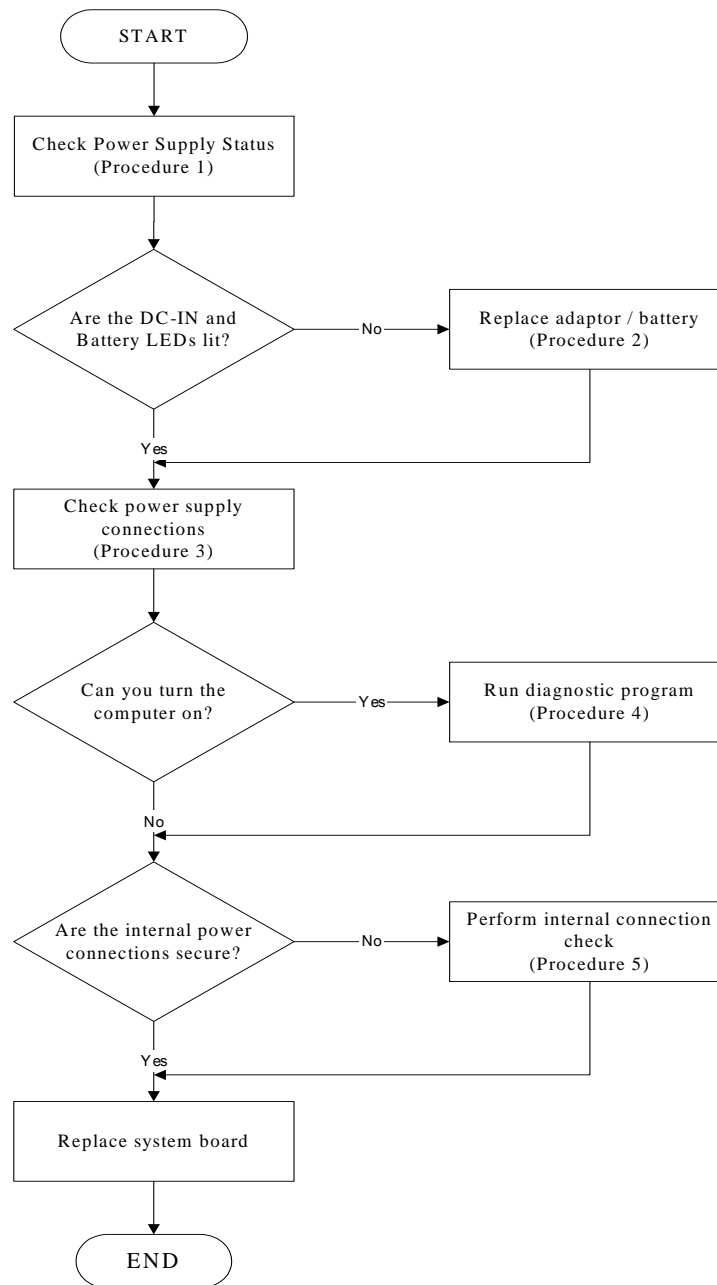 START
Check Power Supply Status
(Procedure 1)
Are the DC-IN and
Battery LEDs lit?
No
Replace adaptor / battery
(Procedure 2)
Yes
Check power supply
connections
(Procedure 3)
Can you turn the
computer on?
Yes
Run diagnostic program
(Procedure 4)
No
Are the internal power
connections secure?
No
Perform internal connection
check
(Procedure 5)
Yes
Replace system board
END